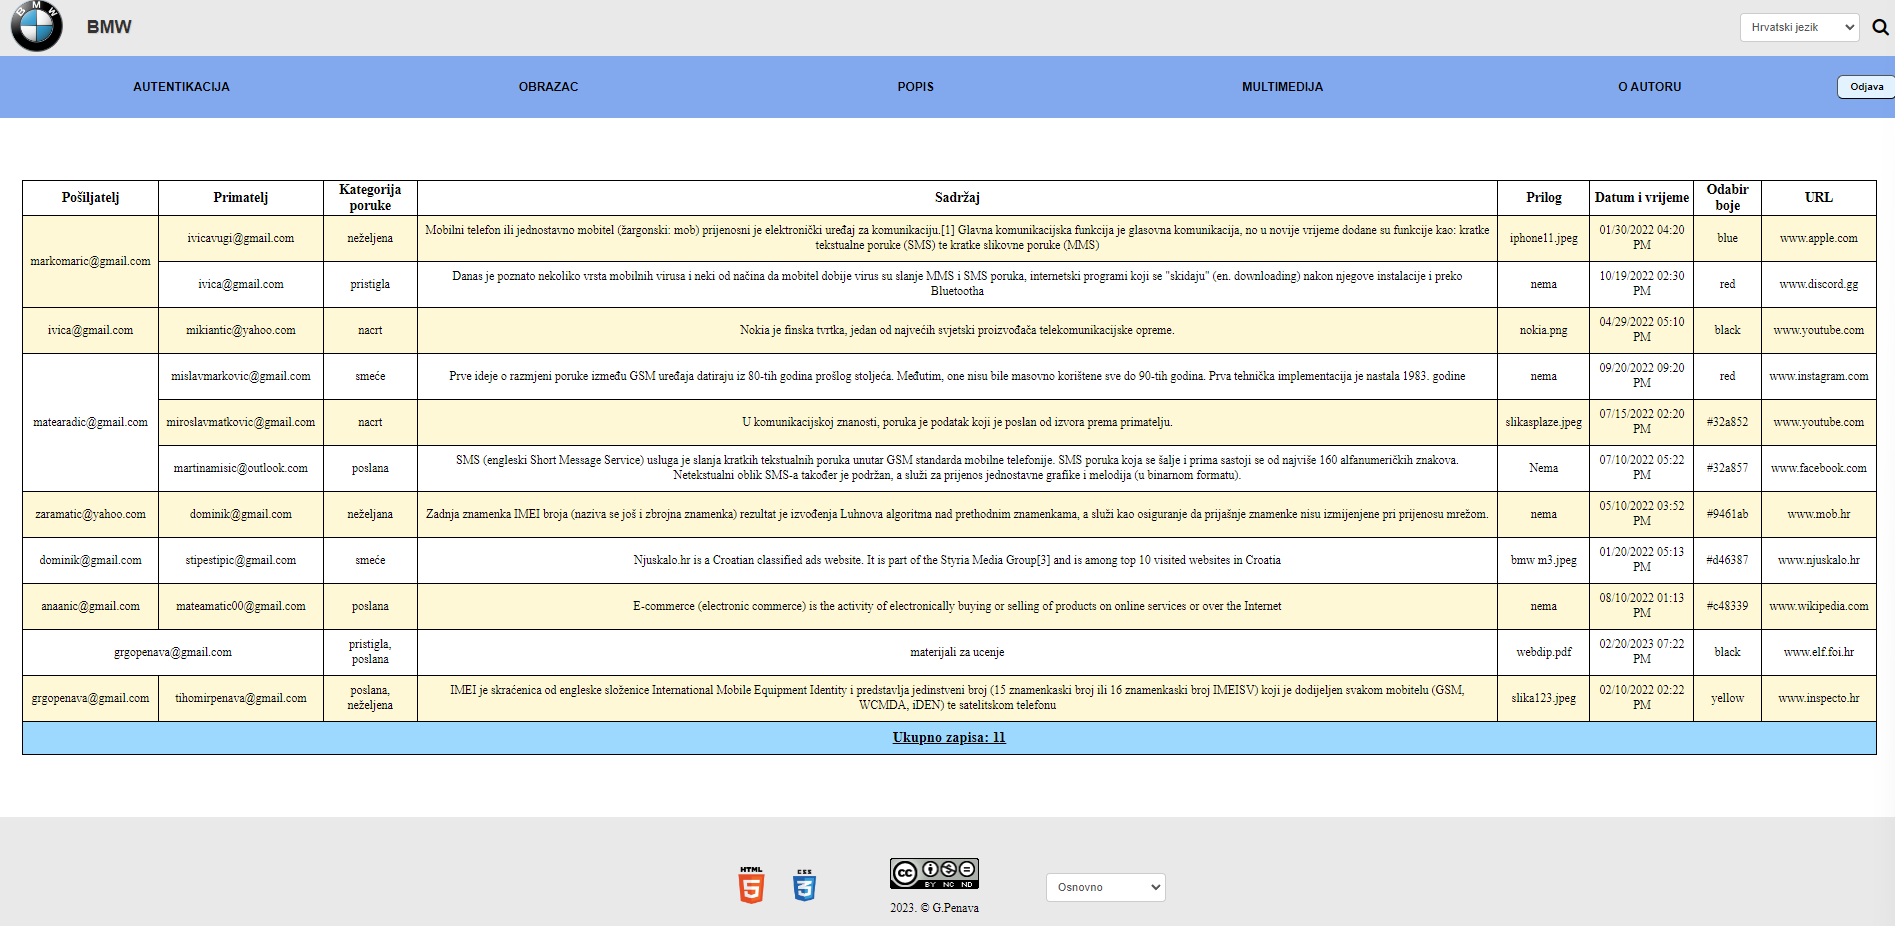 BMW
BMW
Hrvatski jezik
AUTENTIKACIJA
OBRAZAC
POPIS
MULTIMEDIJA
O AUTORU
Odjava
Pošiljatelj
Primatelj
Kategorija
poruke
Sadržaj
Prilog
Datum i vrijeme
Odabir
boje
URL
markomaric@gmail.com
ivicavugi@gmail.com
neželjena
Mobilni telefon ili jednostavno mobitel (žargonski: mob) prijenosni je elektronički uređaj za komunikaciju.[1] Glavna komunikacijska funkcija je glasovna komunikacija, no u novije vrijeme dodane su funkcije kao: kratke
tekstualne poruke (SMS) te kratke slikovne poruke (MMS)
iphone11.jpeg
01/30/2022 04:20
PM
blue
www.apple.com
ivica@gmail.com
pristigla
Danas je poznato nekoliko vrsta mobilnih virusa i neki od načina da mobitel dobije virus su slanje MMS i SMS poruka, internetski programi koji se "skidaju" (en. downloading) nakon njegove instalacije i preko
Bluetootha
nema
10/19/2022 02:30
PM
red
www.discord.gg
ivica@gmail.com
mikiantic@yahoo.com
nacrt
Nokia je finska tvrtka, jedan od najvećih svjetski proizvođača telekomunikacijske opreme.
nokia.png
04/29/2022 05:10
PM
black
www.youtube.com
matearadic@gmail.com
mislavmarkovic@gmail.com
smeće
Prve ideje o razmjeni poruke između GSM uređaja datiraju iz 80-tih godina prošlog stoljeća. Međutim, one nisu bile masovno korištene sve do 90-tih godina. Prva tehnička implementacija je nastala 1983. godine
nema
09/20/2022 09:20
PM
red
www.instagram.com
miroslavmatkovic@gmail.com
nacrt
U komunikacijskoj znanosti, poruka je podatak koji je poslan od izvora prema primatelju.
slikasplaze.jpeg
07/15/2022 02:20
PM
#32a852
www.youtube.com
martinamisic@outlook.com
poslana
SMS (engleski Short Message Service) usluga je slanja kratkih tekstualnih poruka unutar GSM standarda mobilne telefonije. SMS poruka koja se šalje i prima sastoji se od najviše 160 alfanumeričkih znakova.
Netekstualni oblik SMS-a također je podržan, a služi za prijenos jednostavne grafike i melodija (u binarnom formatu).
Nema
07/10/2022 05:22
PM
#32a857
www.facebook.com
zaramatic@yahoo.com
dominik@gmail.com
neželjana
Zadnja znamenka IMEI broja (naziva se još i zbrojna znamenka) rezultat je izvođenja Luhnova algoritma nad prethodnim znamenkama, a služi kao osiguranje da prijašnje znamenke nisu izmijenjene pri prijenosu mrežom.
nema
05/10/2022 03:52
PM
#9461ab
www.mob.hr
dominik@gmail.com
stipestipic@gmail.com
smeće
Njuskalo.hr is a Croatian classified ads website. It is part of the Styria Media Group[3] and is among top 10 visited websites in Croatia
bmw m3.jpeg
01/20/2022 05:13
PM
#d46387
www.njuskalo.hr
anaanic@gmail.com
mateamatic00@gmail.com
poslana
E-commerce (electronic commerce) is the activity of electronically buying or selling of products on online services or over the Internet
nema
08/10/2022 01:13
PM
#c48339
www.wikipedia.com
grgopenava@gmail.com
pristigla,
poslana
materijali za ucenje
webdip.pdf
02/20/2023 07:22
PM
black
www.elf.foi.hr
grgopenava@gmail.com
tihomirpenava@gmail.com
poslana,
neželjena
IMEI je skraćenica od engleske složenice International Mobile Equipment Identity i predstavlja jedinstveni broj (15 znamenkaski broj ili 16 znamenkaski broj IMEISV) koji je dodijeljen svakom mobitelu (GSM,
WCMDA, iDEN) te satelitskom telefonu
slika123.jpeg
02/10/2022 02:22
PM
yellow
www.inspecto.hr
Ukupno zapisa: 11
HTML
5
CSS
3
cc
BY NC ND
2023. © G.Penava
Osnovno